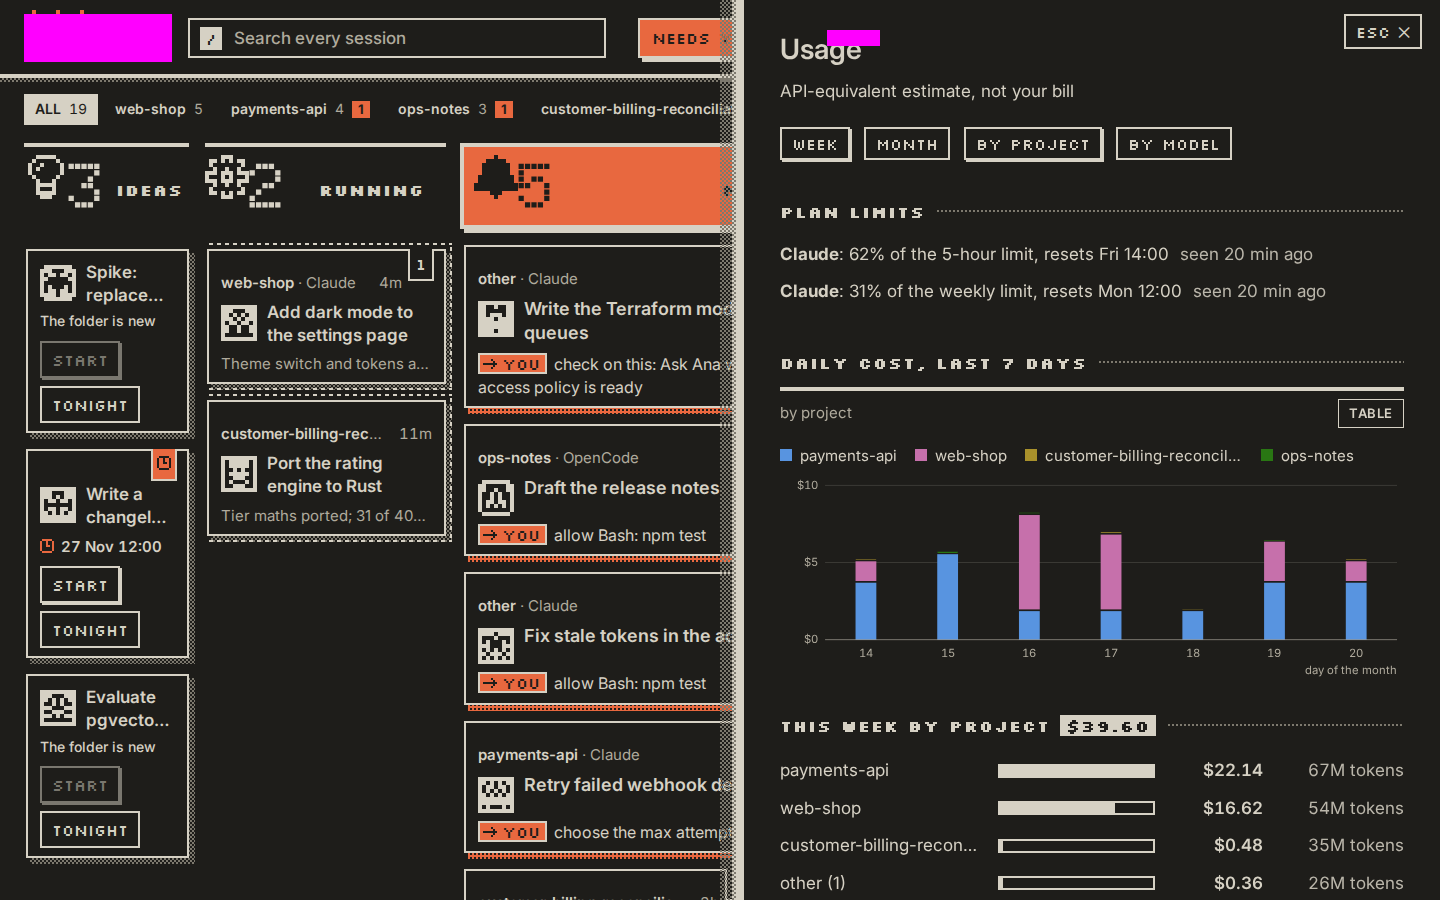 / Search every session
NEEDS
ALL 19 web-shop 5 payments-api 4 1 ops-notes 3 1 customer-billing-reconcili
3 IDEAS
2 RUNNING
5
Spike:
replace...
The folder is new
START
TONIGHT
Write a
changel...
27 Nov 12:00
START
TONIGHT
Evaluate
pgvecto...
The folder is new
START
TONIGHT
1
web-shop · Claude 4m
Add dark mode to
the settings page
Theme switch and tokens a...
customer-billing-rec... 11m
Port the rating
engine to Rust
Tier maths ported; 31 of 40...
other · Claude
Write the Terraform mod
queues
→ YOU check on this: Ask Ana
access policy is ready
ops-notes · OpenCode
Draft the release notes
→ YOU allow Bash: npm test
other · Claude
Fix stale tokens in the
→ YOU allow Bash: npm test
payments-api · Claude
Retry failed webhook de
→ YOU choose the max attempt
Usage
ESC ×
API-equivalent estimate, not your bill
WEEK MONTH BY PROJECT BY MODEL
PLAN LIMITS
Claude: 62% of the 5-hour limit, resets Fri 14:00 seen 20 min ago
Claude: 31% of the weekly limit, resets Mon 12:00 seen 20 min ago
DAILY COST, LAST 7 DAYS
by project
TABLE
payments-api web-shop customer-billing-reconcil... ops-notes
$10
$5
$0
14 15 16 17 18 19 20
day of the month
THIS WEEK BY PROJECT $39.60
payments-api $22.14 67M tokens
web-shop $16.62 54M tokens
customer-billing-recon... $0.48 35M tokens
other (1) $0.36 26M tokens